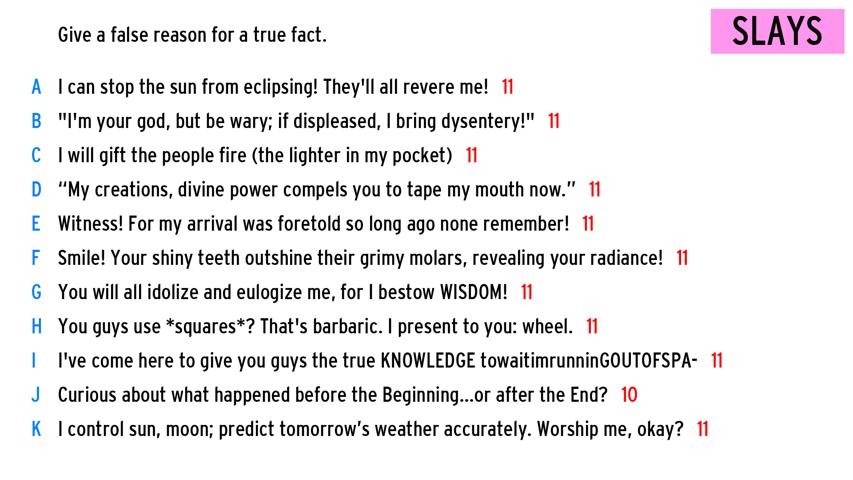 Give a false reason for a true fact.
SLAYS
A I can stop the sun from eclipsing! They'll all revere me! 11
B "I'm your god, but be wary; if displeased, I bring dysentery!" 11
C I will gift the people fire (the lighter in my pocket) 11
D “My creations, divine power compels you to tape my mouth now.” 11
E Witness! For my arrival was foretold so long ago none remember! 11
F Smile! Your shiny teeth outshine their grimy molars, revealing your radiance! 11
G You will all idolize and eulogize me, for I bestow WISDOM! 11
H You guys use *squares*? That's barbaric. I present to you: wheel. 11
I I've come here to give you guys the true KNOWLEDGE towaitimrunninGOUTOFSPA- 11
J Curious about what happened before the Beginning...or after the End? 10
K I control sun, moon; predict tomorrow’s weather accurately. Worship me, okay? 11